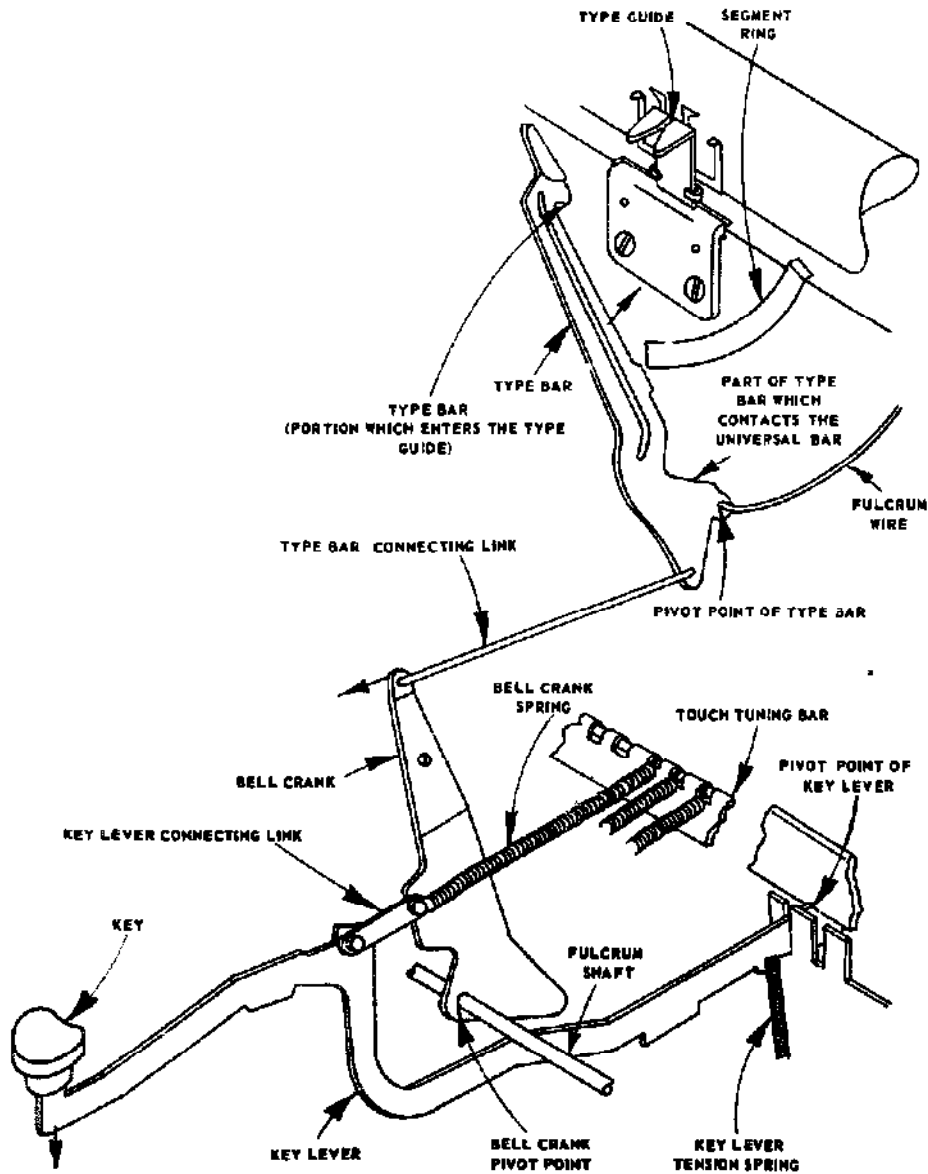 TYPE GUIDE
SEGMENT
RING
TYPE BAR
TYPE BAR
(PORTION WHICH ENTERS THE TYPE
GUIDE)
PART OF TYPE
BAR WHICH
CONTACTS THE
UNIVERSAL BAR
FULCRUM
WIRE
TYPE BAR CONNECTING LINK
PIVOT POINT OF TYPE BAR
BELL CRANK
SPRING
TOUCH TUNING BAR
BELL CRANK
PIVOT POINT OF
KEY LEVER
KEY LEVER CONNECTING LINK
KEY
FULCRUM
SHAFT
KEY LEVER
BELL CRANK
PIVOT POINT
KEY LEVER
TENSION SPRING